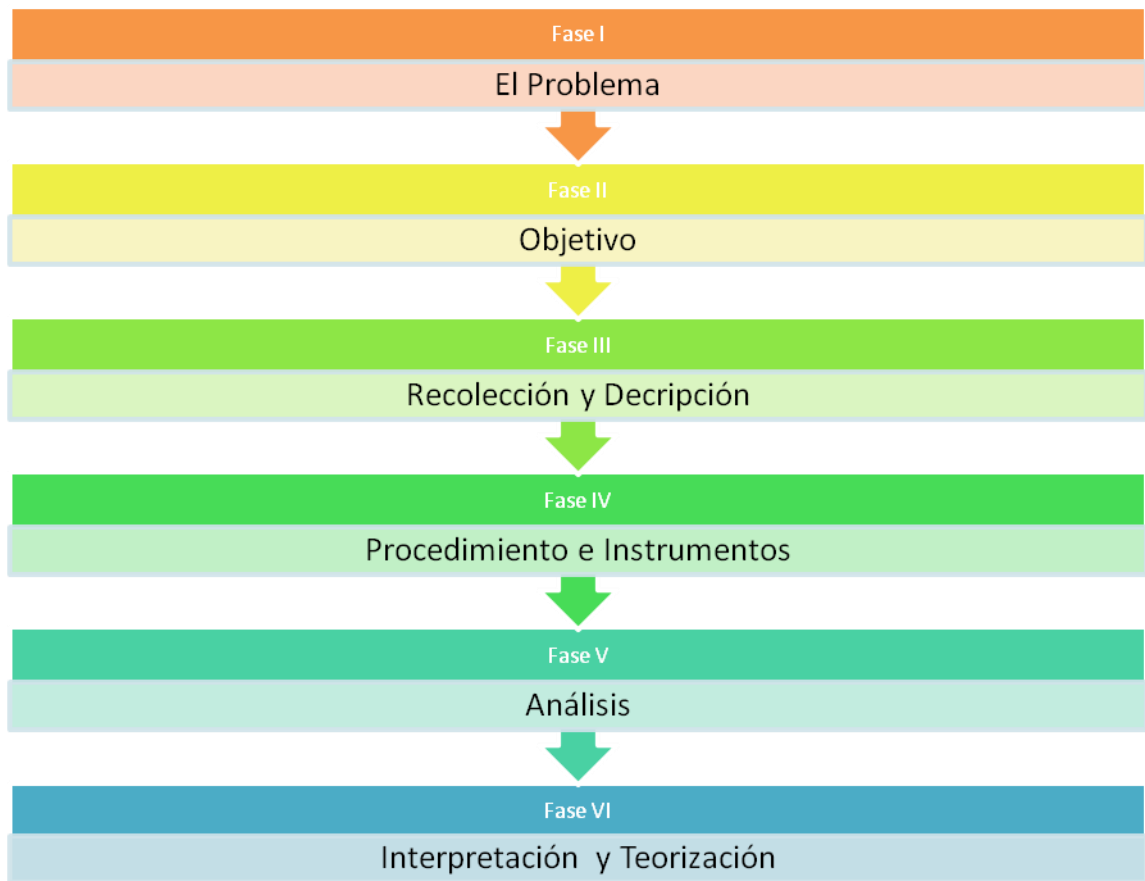 Fase I
El Problema
Fase II
Objetivo
Fase III
Recolección y Decripción
Fase IV
Procedimiento e Instrumentos
Fase V
Análisis
Fase VI
Interpretación y Teorización